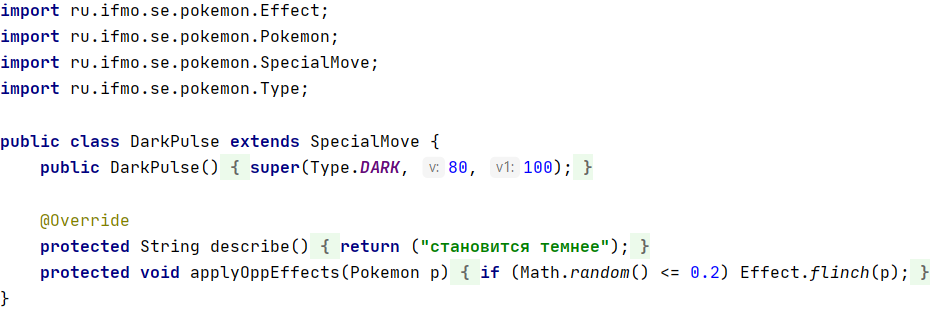 import ru.ifmo.se.pokemon.Effect;
import ru.ifmo.se.pokemon.Pokemon;
import ru.ifmo.se.pokemon.SpecialMove;
import ru.ifmo.se.pokemon.Type;

public class DarkPulse extends SpecialMove {
    public DarkPulse() { super(Type.DARK, v: 80, v1: 100); }

    @Override
    protected String describe() { return ("становится темнее"); }
    protected void applyOppEffects(Pokemon p) { if (Math.random() <= 0.2) Effect.flinch(p); }
}